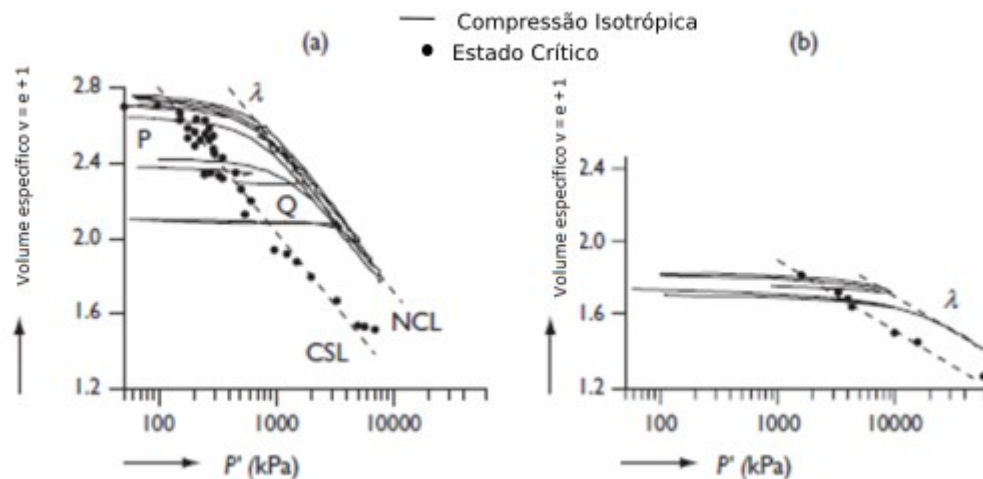 Compressão Isotrópica
Estado Crítico
(a)
Volume específico v = e + 1
2.8
2.4
2.0
1.6
1.2
λ
P
Q
NCL
CSL
100
1000
10000
P' (kPa)
(b)
Volume específico v = e + 1
2.4
2.0
1.6
1.2
λ
100
1000
10000
P' (kPa)